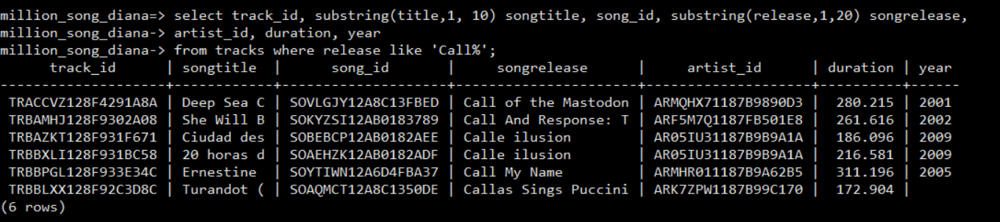 million_song_diana=> select track_id, substring(title,1, 10) songtitle, song_id, substring(release,1,20) songrelease,
million_song_diana-> artist_id, duration, year
million_song_diana-> from tracks where release like 'Call%';
track_id | songtitle | song_id | songrelease | artist_id | duration | year
--------------------+------------+--------------------+----------------------+--------------------+----------+------
TRACCVZ128F4291A8A | Deep Sea C | SOVLGJY12A8C13FBED | Call of the Mastodon | ARMQHX71187B9890D3 | 280.215 | 2001
TRBAMHJ128F9302A08 | She Will B | SOKYZSI12AB0183789 | Call And Response: T | ARF5M7Q1187FB501E8 | 261.616 | 2002
TRBAZKT128F931F671 | Ciudad des | SOBEBCP12AB0182AEE | Calle ilusion | AR05IU31187B9B9A1A | 186.096 | 2009
TRBBXLI128F931BC58 | 20 horas d | SOAEHZK12AB0182ADF | Calle ilusion | AR05IU31187B9B9A1A | 216.581 | 2009
TRBBPGL128F933E34C | Ernestine | SOYTIWN12A6D4FBA37 | Call My Name | ARMHR011187B9A62B5 | 311.196 | 2005
TRBBLXX128F92C3D8C | Turandot ( | SOAQMCT12A8C1350DE | Callas Sings Puccini | ARK7ZPW1187B99C170 | 172.904 |
(6 rows)